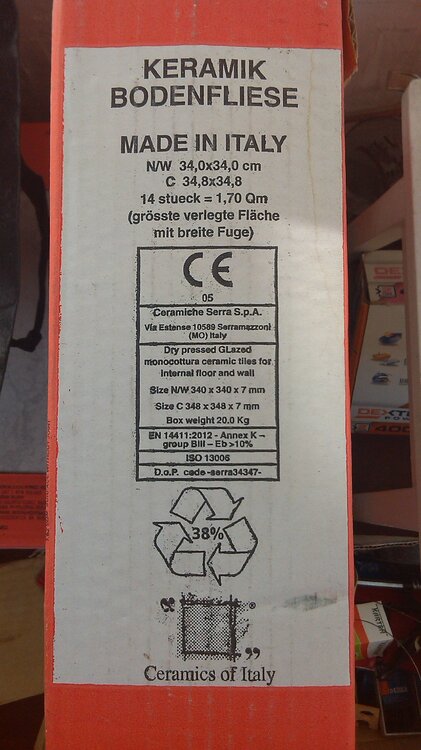 KERAMIK
BODENFLIESE
MADE IN ITALY
N/W 34,0x34,0 cm
C 34,8x34,8
14 stueck = 1,70 Qm
(grösste verlegte Fläche
mit breite Fuge)
CE
05
Ceramiche Serra S.p.A.
Via Estense 10589 Serramazzoni
(MO) Italy
Dry pressed GLazed
monocottura ceramic tiles for
internal floor and wall
Size N/W 340 x 340 x 7 mm
Size C 348 x 348 x 7 mm
Box weight 20.0 Kg
EN 14411:2012 - Annex K –
group BIII – Eb >10%
ISO 13006
D.o.P. code -serra34347-
38%
Ceramics of Italy
DEXT
DEXTE
400